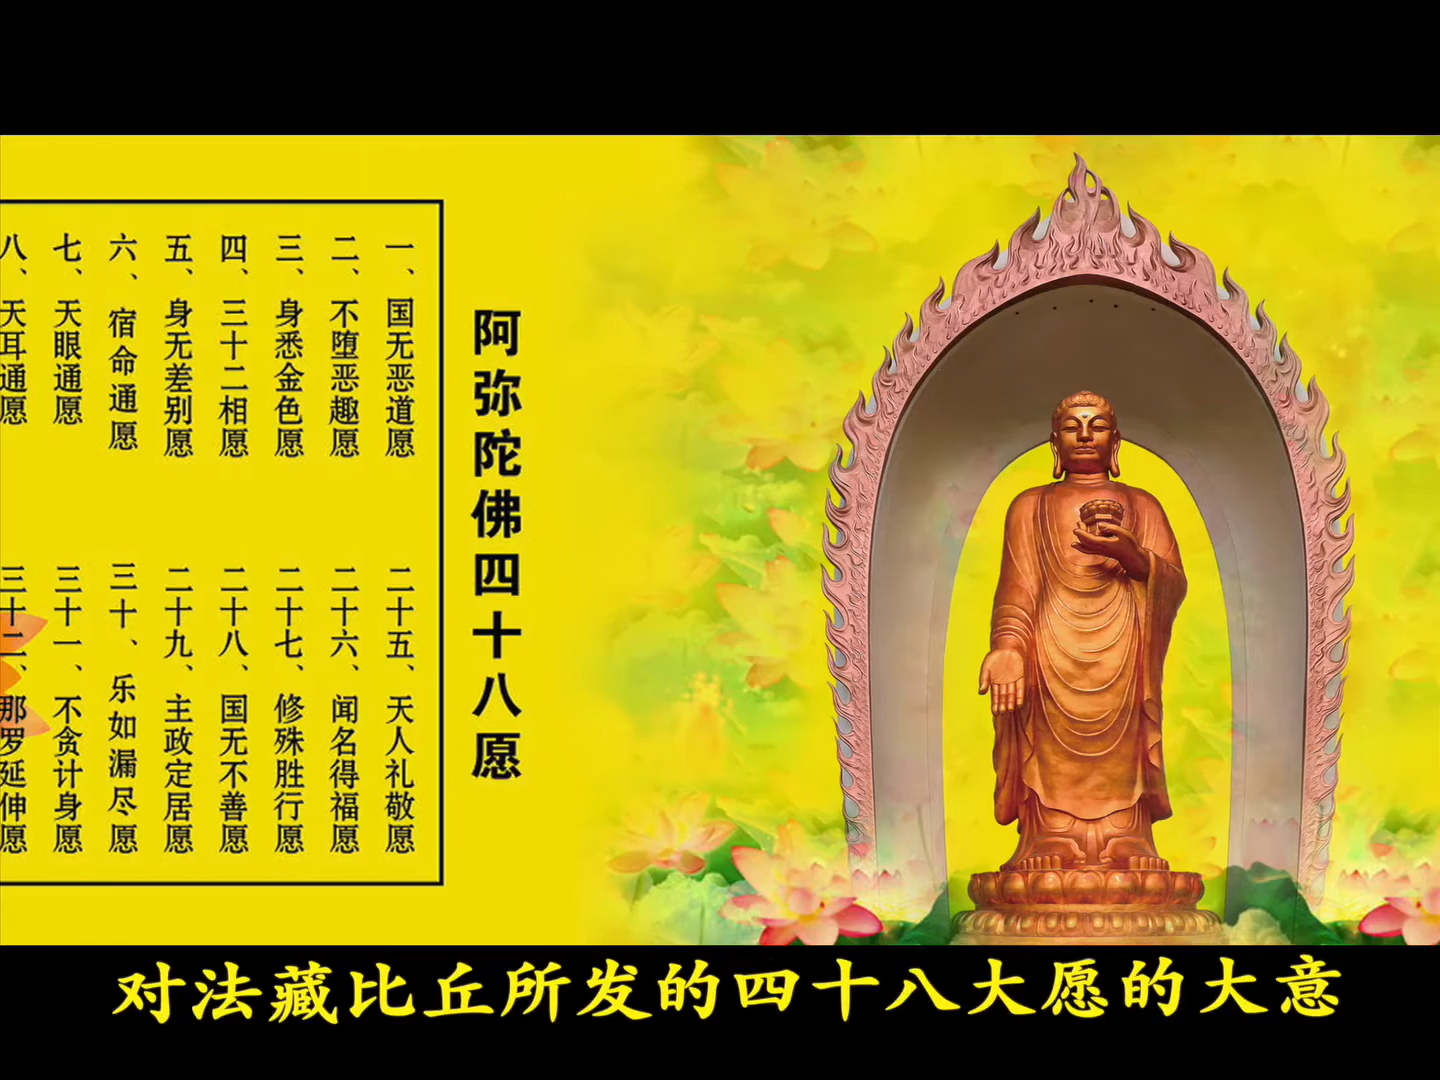 阿弥陀佛四十八愿
一、国无恶道愿
二、不堕恶趣愿
三、身悉金色愿
四、三十二相愿
五、身无差别愿
六、宿命通愿
七、天眼通愿
八、天耳通愿
二十五、天人礼敬愿
二十六、闻名得福愿
二十七、修殊胜行愿
二十八、国无不善愿
二十九、主政定居愿
三十、乐如漏尽愿
三十一、不贪计身愿
三十二、那罗延伸愿
对法藏比丘所发的四十八大愿的大意